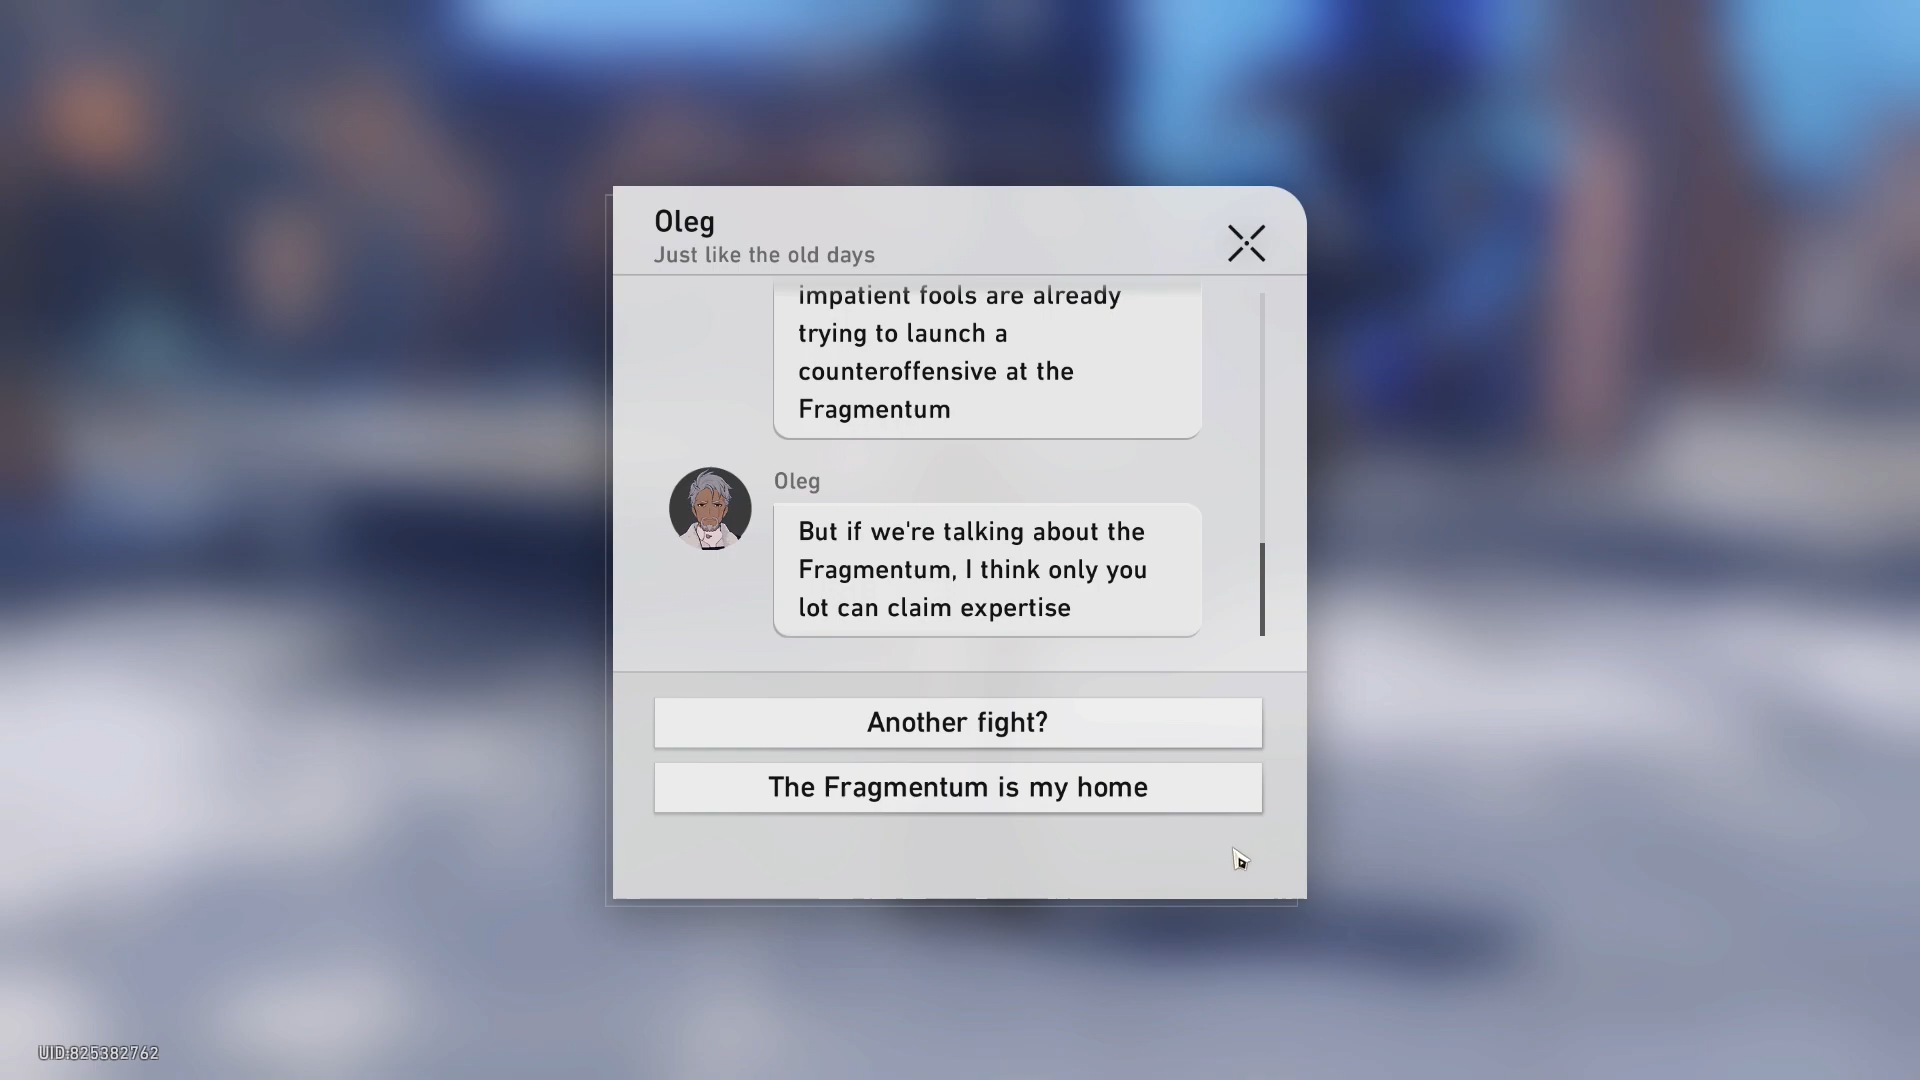 Oleg
Just like the old days
impatient fools are already
trying to launch a
counteroffensive at the
Fragmentum
Oleg
But if we're talking about the
Fragmentum, I think only you
lot can claim expertise
Another fight?
The Fragmentum is my home
UID:825382762